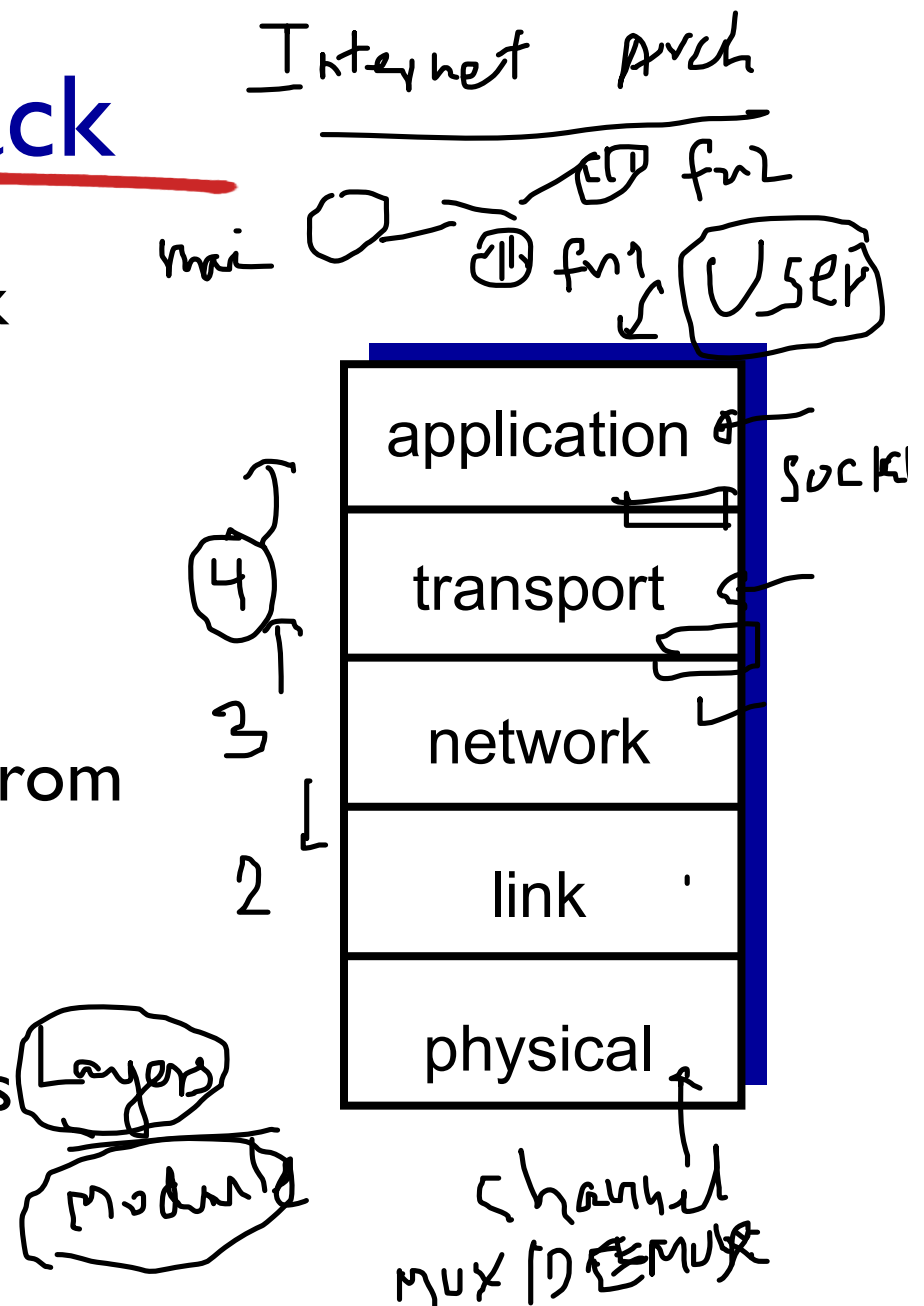 Internet Arch
ck
fn2
mai
fn1
User
k
application
sock
4
transport
3
network
rom
2
link
s
Layers
physical
channel
MUX / DEMUX